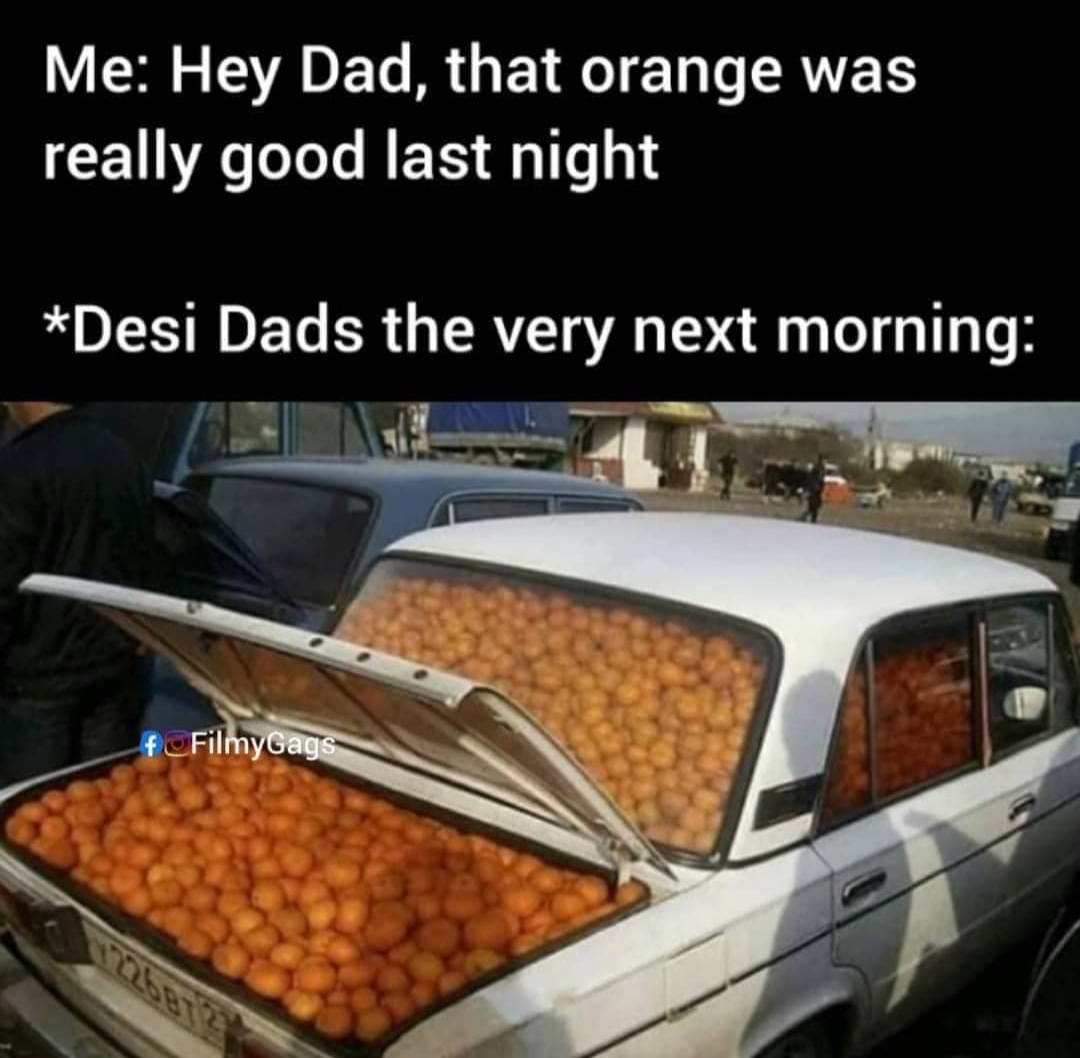 Me: Hey Dad, that orange was
really good last night
*Desi Dads the very next morning:
FilmyGags